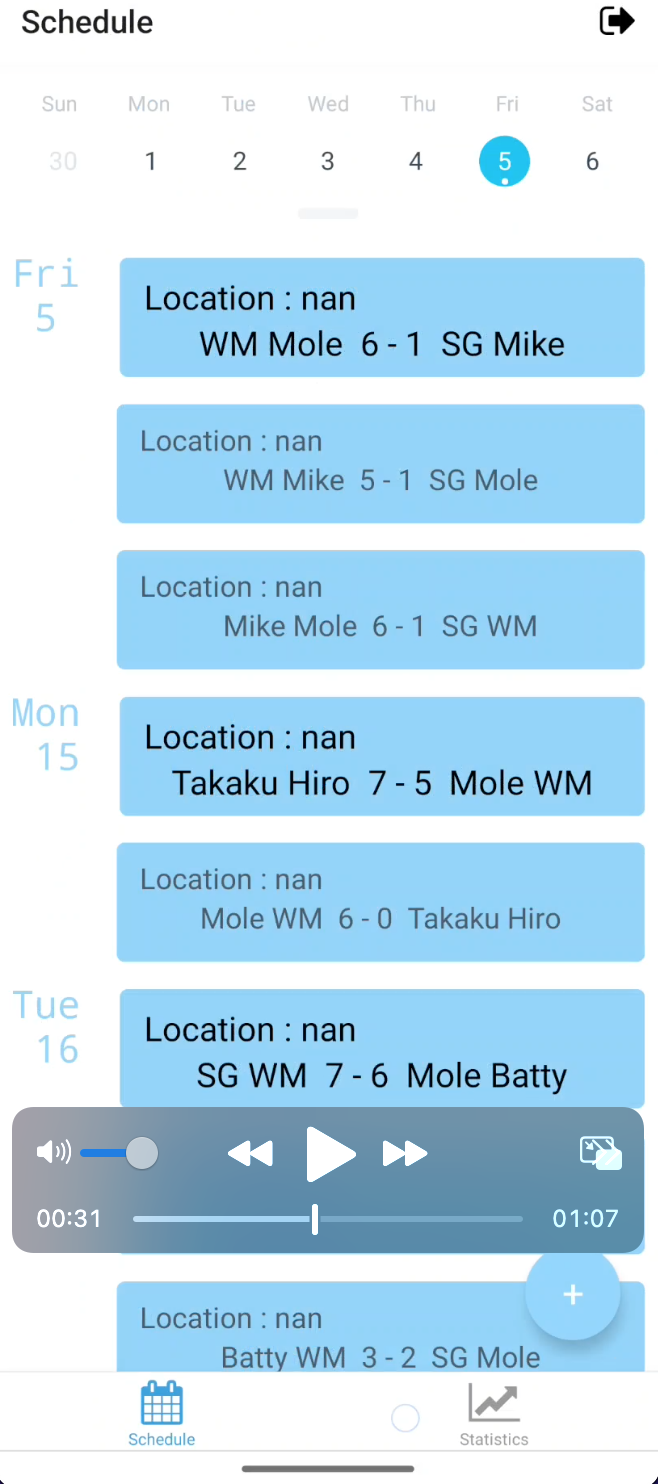 Schedule
Sun Mon Tue Wed Thu Fri Sat
30 1 2 3 4 5 6
Fri
5
Location : nan
WM Mole 6 - 1 SG Mike
Location : nan
WM Mike 5 - 1 SG Mole
Location : nan
Mike Mole 6 - 1 SG WM
Mon
15
Location : nan
Takaku Hiro 7 - 5 Mole WM
Location : nan
Mole WM 6 - 0 Takaku Hiro
Tue
16
Location : nan
SG WM 7 - 6 Mole Batty
00:31 01:07
+
Location : nan
Batty WM 3 - 2 SG Mole
Schedule Statistics